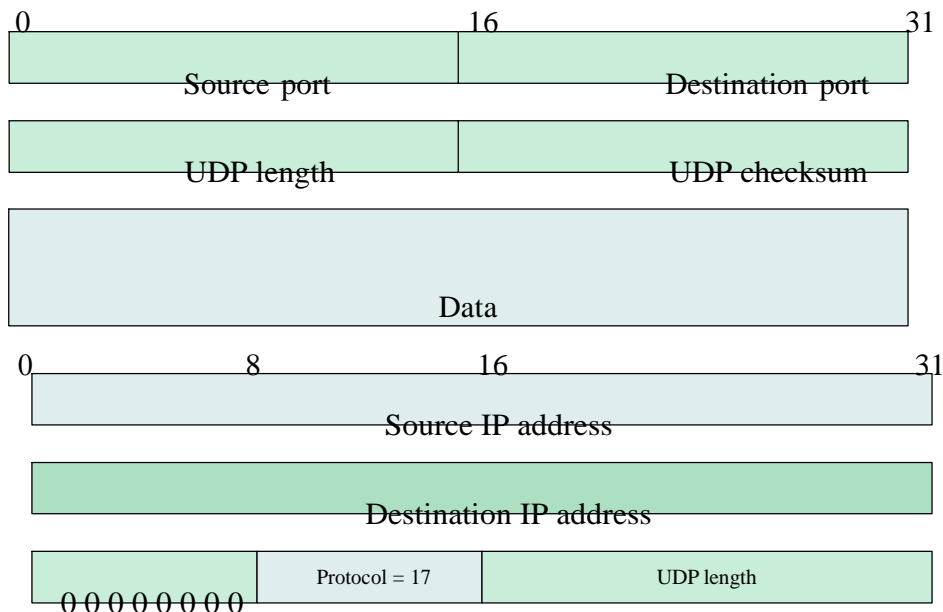 0 16 31
Source port Destination port
UDP length UDP checksum
Data
0 8 16 31
Source IP address
Destination IP address
0 0 0 0 0 0 0 0 Protocol = 17 UDP length